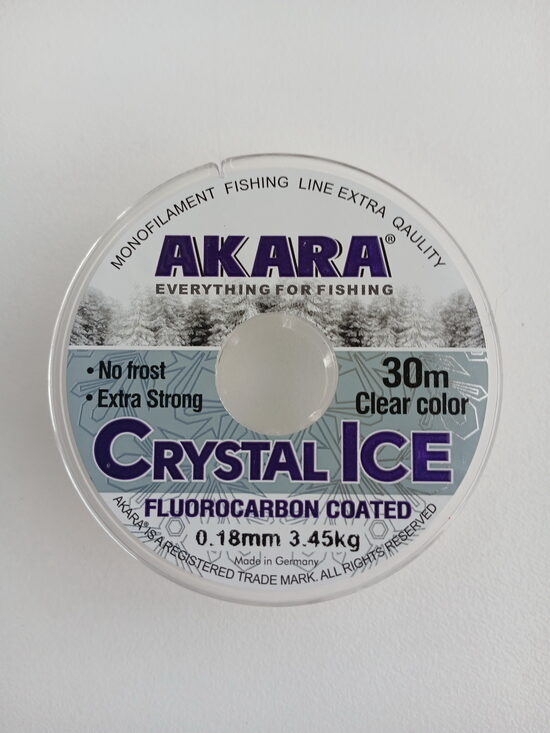 MONOFILAMENT FISHING LINE EXTRA QAULITY
AKARA®
EVERYTHING FOR FISHING
• No frost
• Extra Strong
30m
Clear color
CRYSTAL ICE
FLUOROCARBON COATED
0.18mm 3.45kg
Made in Germany
AKARA® IS A REGISTERED TRADE MARK. ALL RIGHTS RESERVED